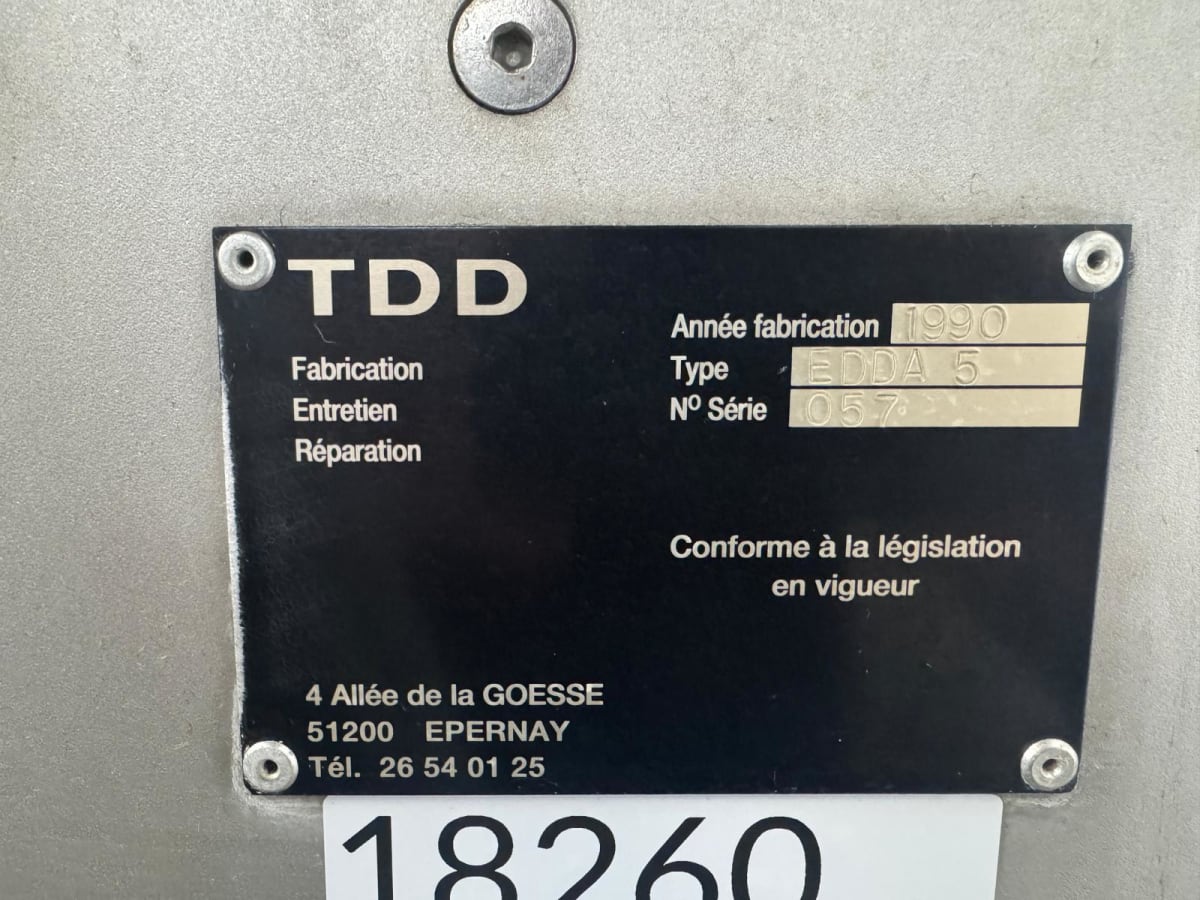 TDD
Fabrication
Entretien
Réparation
Année fabrication 1990
Type EDDA 5
Nº Série 057
Conforme à la législation
en vigueur
4 Allée de la GOESSE
51200 EPERNAY
Tél. 26 54 01 25
18260